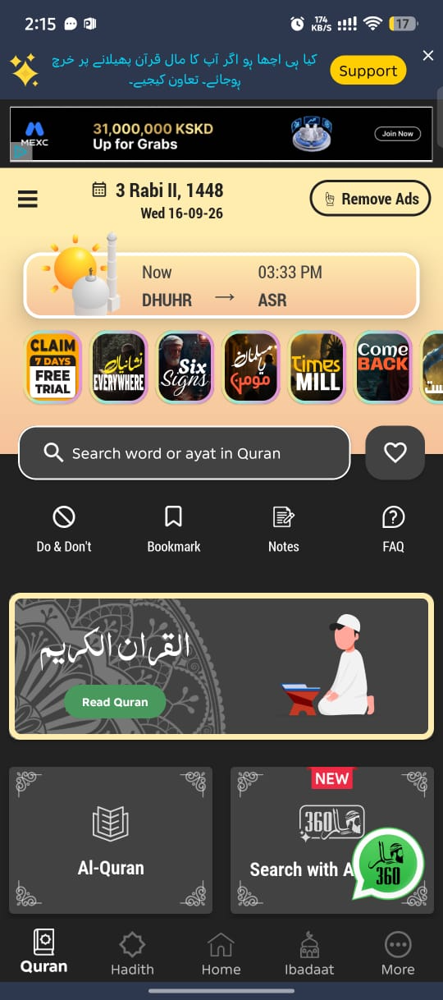 2:15
174
KB/S
17
کیا ہی اچھا ہو اگر آپ کا مال قرآن پھیلانے پر خرچ
ہوجائے۔ تعاون کیجیے۔
Support
MEXC
31,000,000 KSKD
Up for Grabs
Join Now
3 Rabi II, 1448
Wed 16-09-26
Remove Ads
Now
DHUHR
03:33 PM
ASR
CLAIM
7 DAYS
FREE
TRIAL
نشانیاں
EVERYWHERE
Six
Signs
مسلمان
یا
مومن
Times
MILL
Come
BACK
Search word or ayat in Quran
Do & Don't
Bookmark
Notes
FAQ
القران الكريم
Read Quran
Al-Quran
NEW
360
Search with A
360
Quran
Hadith
Home
Ibadaat
More